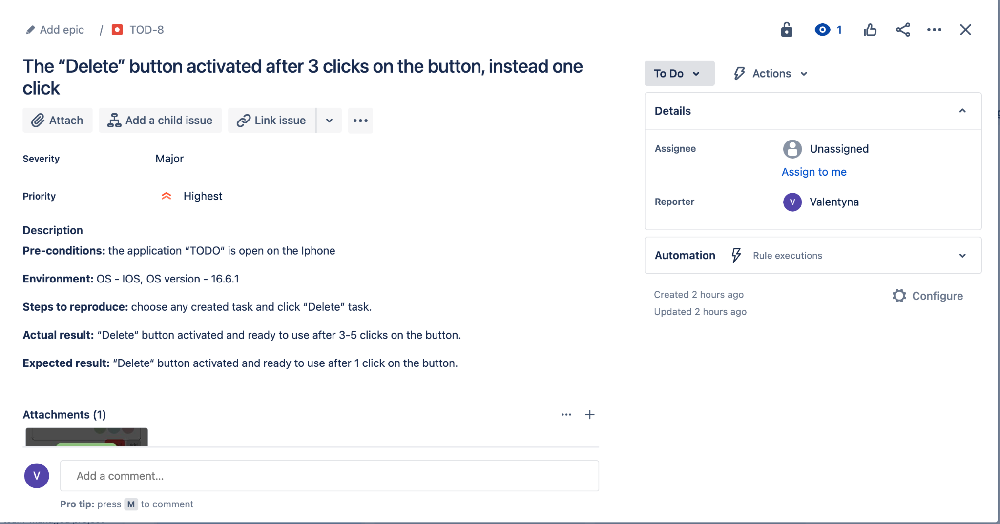 Add epic / TOD-8
1
The “Delete” button activated after 3 clicks on the button, instead one
click
Attach
Add a child issue
Link issue
Severity
Major
Priority
Highest
Description
Pre-conditions: the application “TODO“ is open on the Iphone
Environment: OS - IOS, OS version - 16.6.1
Steps to reproduce: choose any created task and click “Delete” task.
Actual result: “Delete“ button activated and ready to use after 3-5 clicks on the button.
Expected result: “Delete“ button activated and ready to use after 1 click on the button.
Attachments (1)
V
Add a comment...
Pro tip: press M to comment
To Do
Actions
Details
Assignee
Unassigned
Assign to me
Reporter
V
Valentyna
Automation
Rule executions
Created 2 hours ago
Updated 2 hours ago
Configure